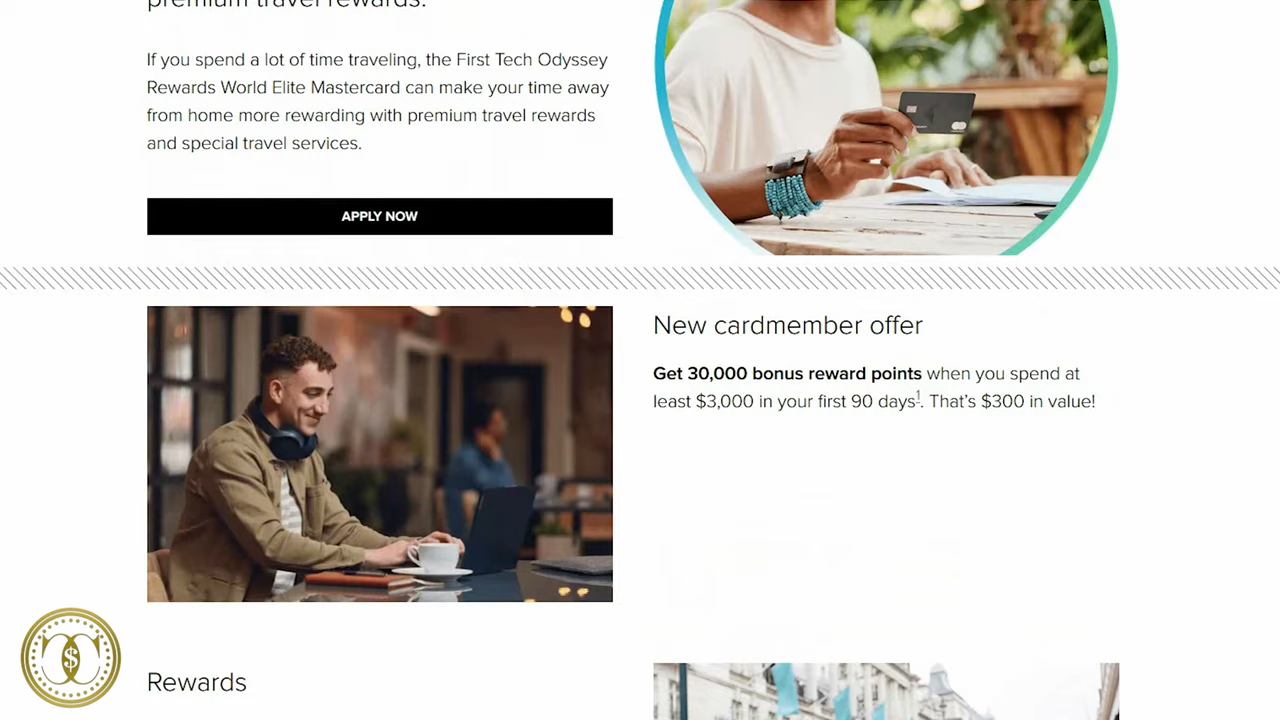 premium travel rewards.
If you spend a lot of time traveling, the First Tech Odyssey
Rewards World Elite Mastercard can make your time away
from home more rewarding with premium travel rewards
and special travel services.
APPLY NOW
New cardmember offer
Get 30,000 bonus reward points when you spend at
least $3,000 in your first 90 days1. That's $300 in value!
Rewards